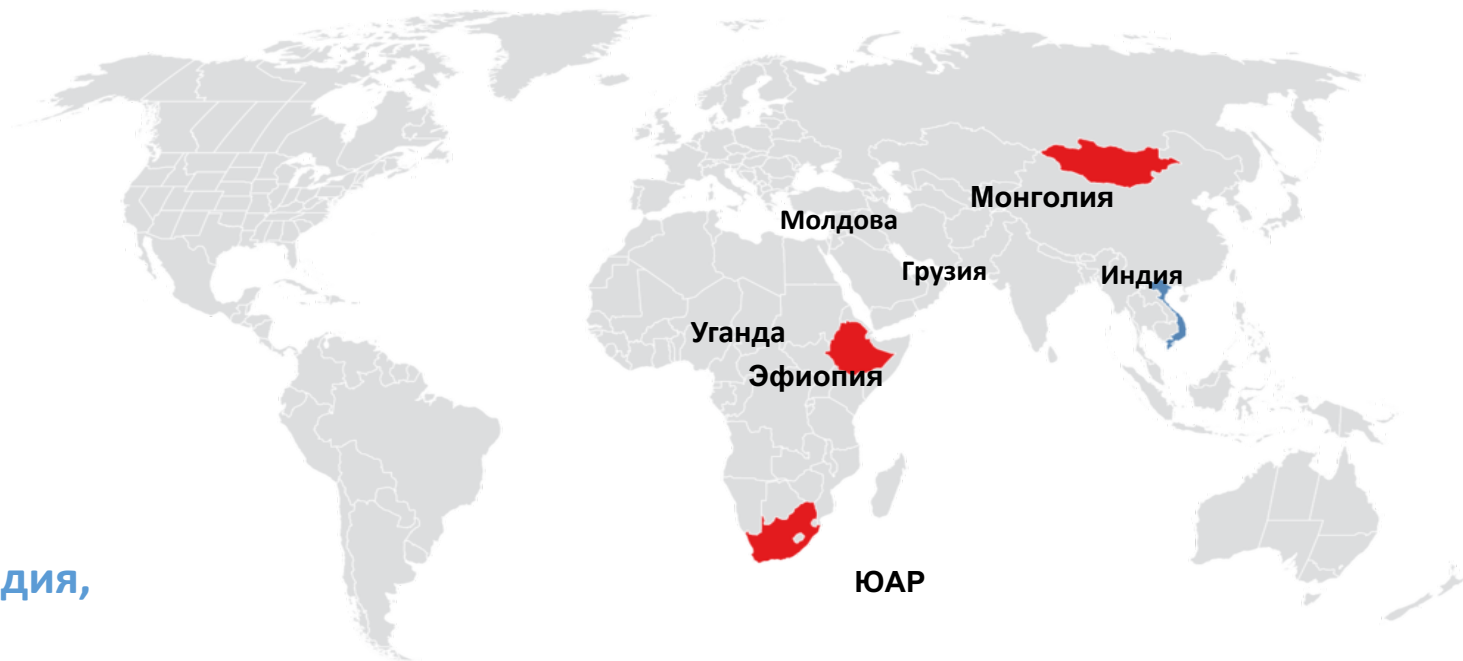 Монголия
Молдова
Грузия
Индия
Уганда
Эфиопия
дия,
ЮАР